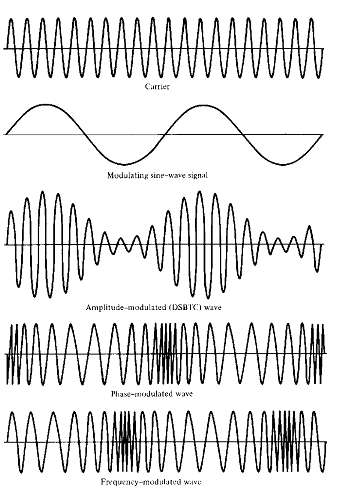 Carrier
Modulating sine-wave signal
Amplitude-modulated (DSBTC) wave
Phase-modulated wave
Frequency-modulated wave